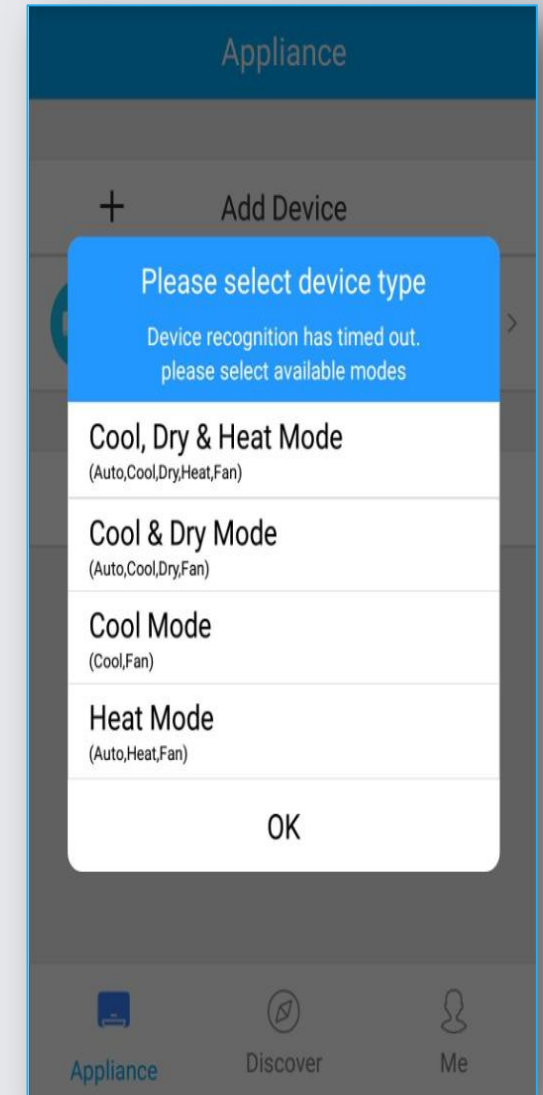 Appliance
Add Device
Please select device type
Device recognition has timed out.
please select available modes
Cool, Dry & Heat Mode
(Auto,Cool,Dry,Heat,Fan)
Cool & Dry Mode
(Auto,Cool,Dry,Fan)
Cool Mode
(Cool,Fan)
Heat Mode
(Auto,Heat,Fan)
OK
Appliance
Discover
Me